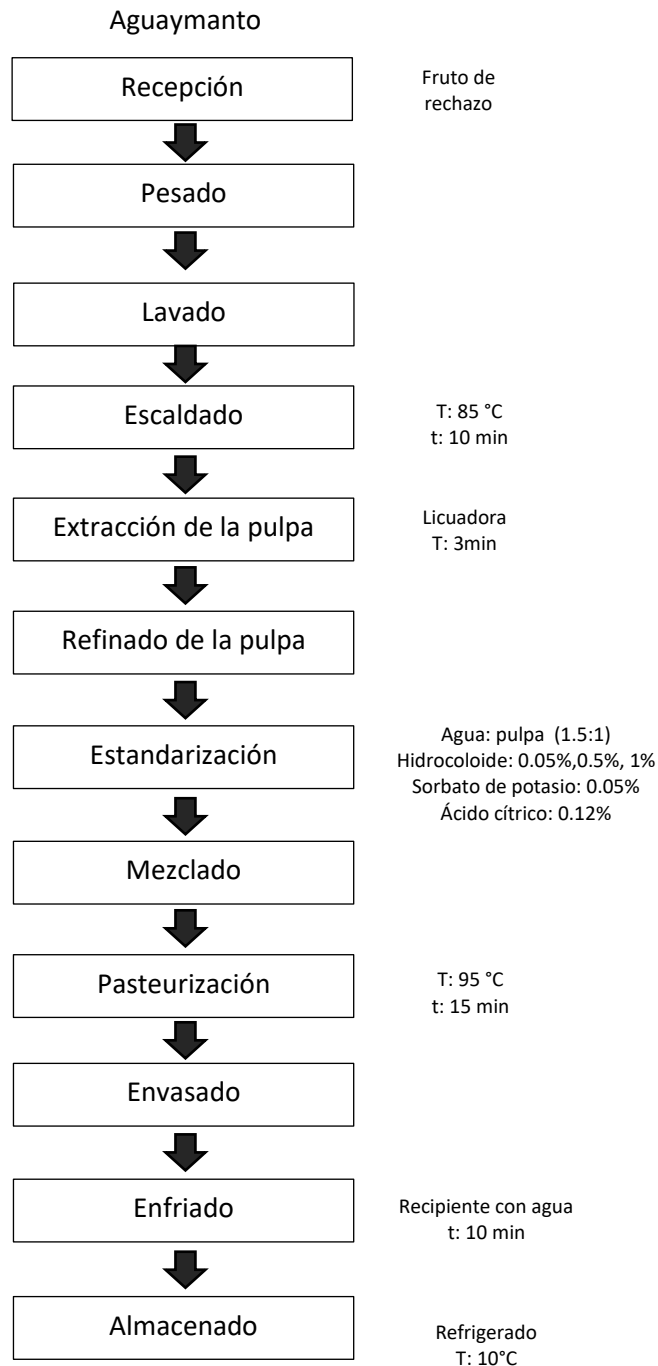 Aguaymanto
Recepción
Fruto de
rechazo
Pesado
Lavado
Escaldado
T: 85 °C
t: 10 min
Extracción de la pulpa
Licuadora
T: 3min
Refinado de la pulpa
Estandarización
Agua: pulpa (1.5:1)
Hidrocoloide: 0.05%,0.5%, 1%
Sorbato de potasio: 0.05%
Ácido cítrico: 0.12%
Mezclado
Pasteurización
T: 95 °C
t: 15 min
Envasado
Enfriado
Recipiente con agua
t: 10 min
Almacenado
Refrigerado
T: 10°C